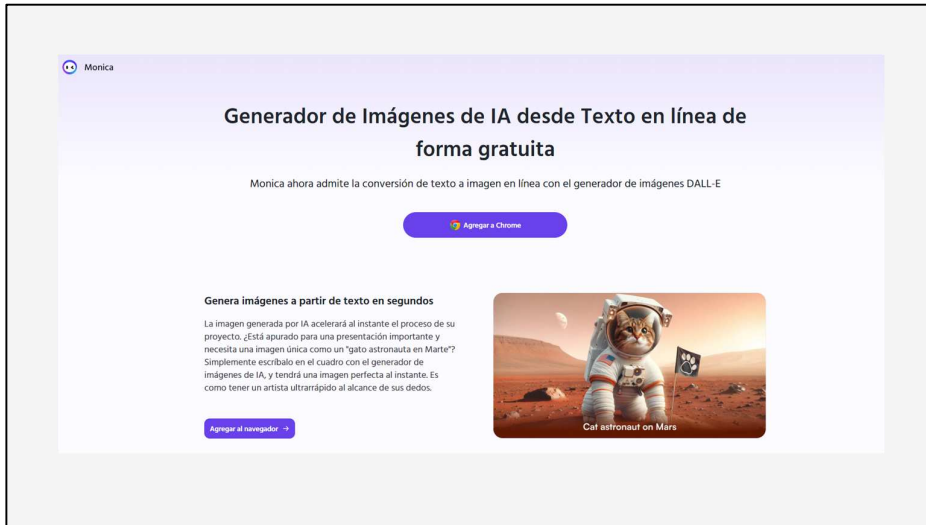 Monica
Generador de Imágenes de IA desde Texto en línea de
forma gratuita
Monica ahora admite la conversión de texto a imagen en línea con el generador de imágenes DALL-E
Agregar a Chrome
Genera imágenes a partir de texto en segundos
La imagen generada por IA acelerará al instante el proceso de su
proyecto. ¿Está apurado para una presentación importante y
necesita una imagen única como un "gato astronauta en Marte"?
Simplemente escríbalo en el cuadro con el generador de
imágenes de IA, y tendrá una imagen perfecta al instante. Es
como tener un artista ultrarrápido al alcance de sus dedos.
Agregar al navegador →
Cat astronaut on Mars